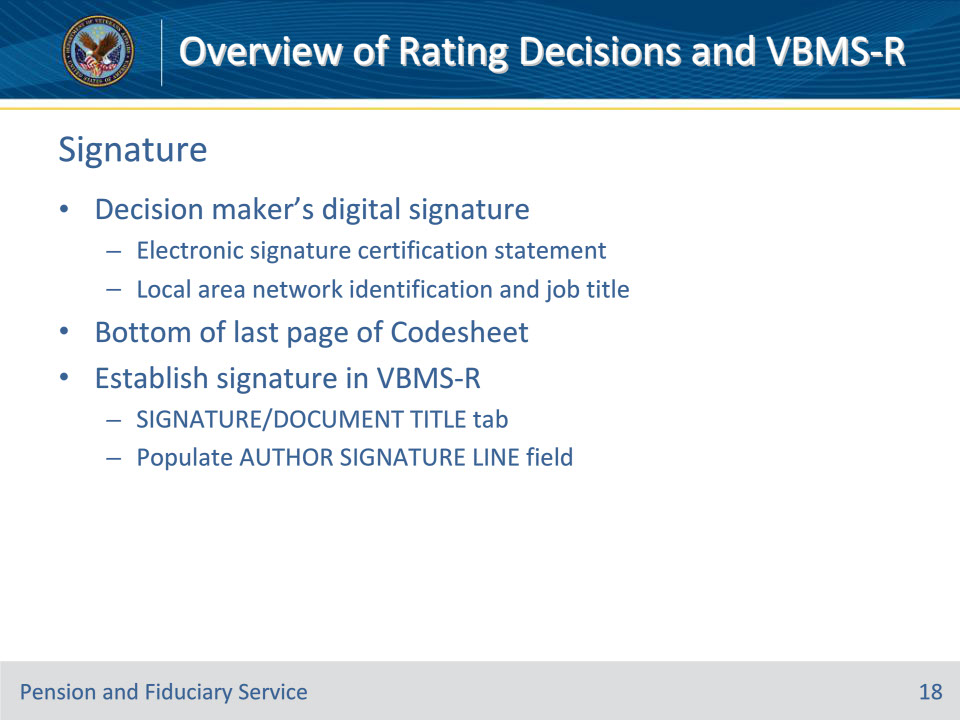 Overview of Rating Decisions and VBMS-R
Signature
• Decision maker’s digital signature
– Electronic signature certification statement
– Local area network identification and job title
• Bottom of last page of Codesheet
• Establish signature in VBMS-R
– SIGNATURE/DOCUMENT TITLE tab
– Populate AUTHOR SIGNATURE LINE field
Pension and Fiduciary Service
18